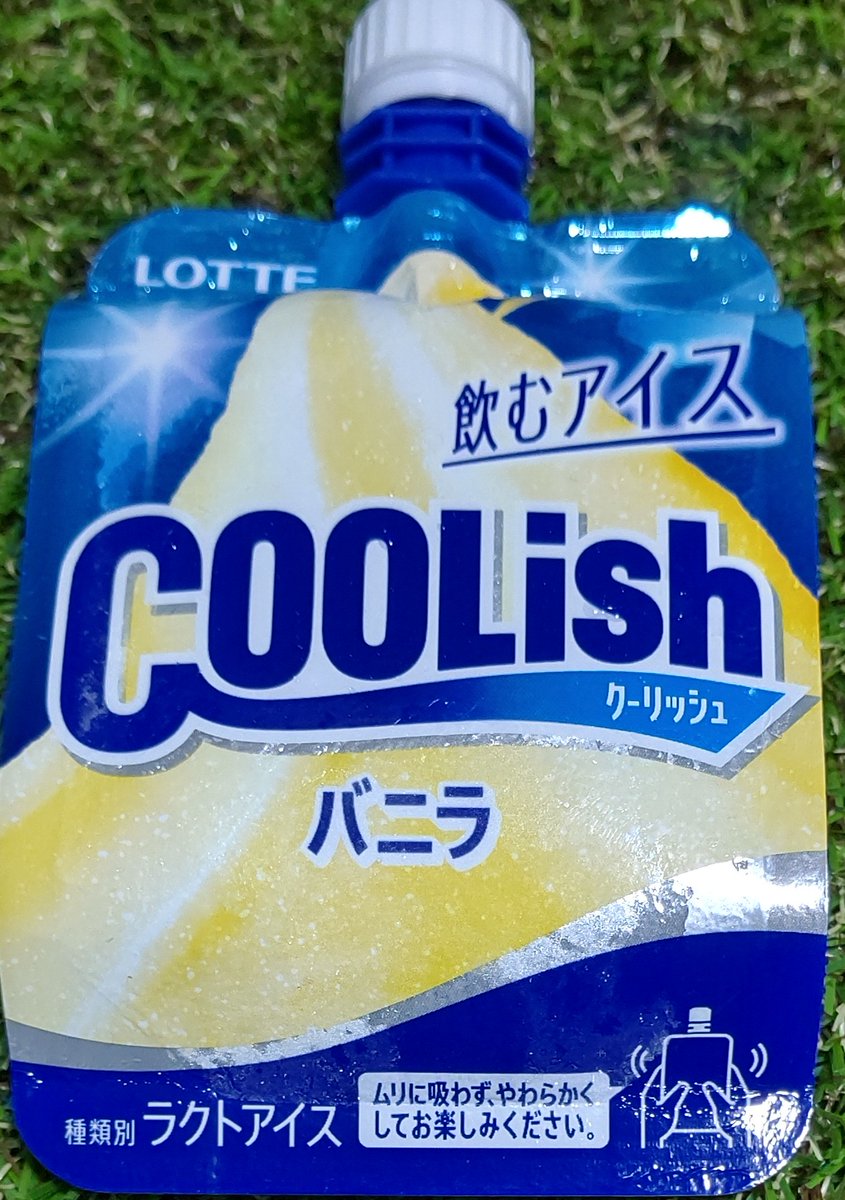 LOTTE
飲むアイス
COOLish
クーリッシュ
バニラ
種類別 ラクトアイス
ムリに吸わず、やわらかく
してお楽しみください。